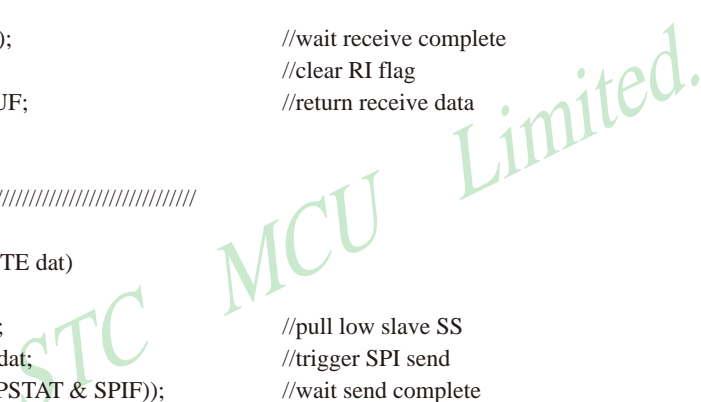 ); //wait receive complete
//clear RI flag
UF; //return receive data
//////////////////////////////
TE dat)
; //pull low slave SS
dat; //trigger SPI send
PSTAT & SPIF)); //wait send complete
STC MCU Limited.